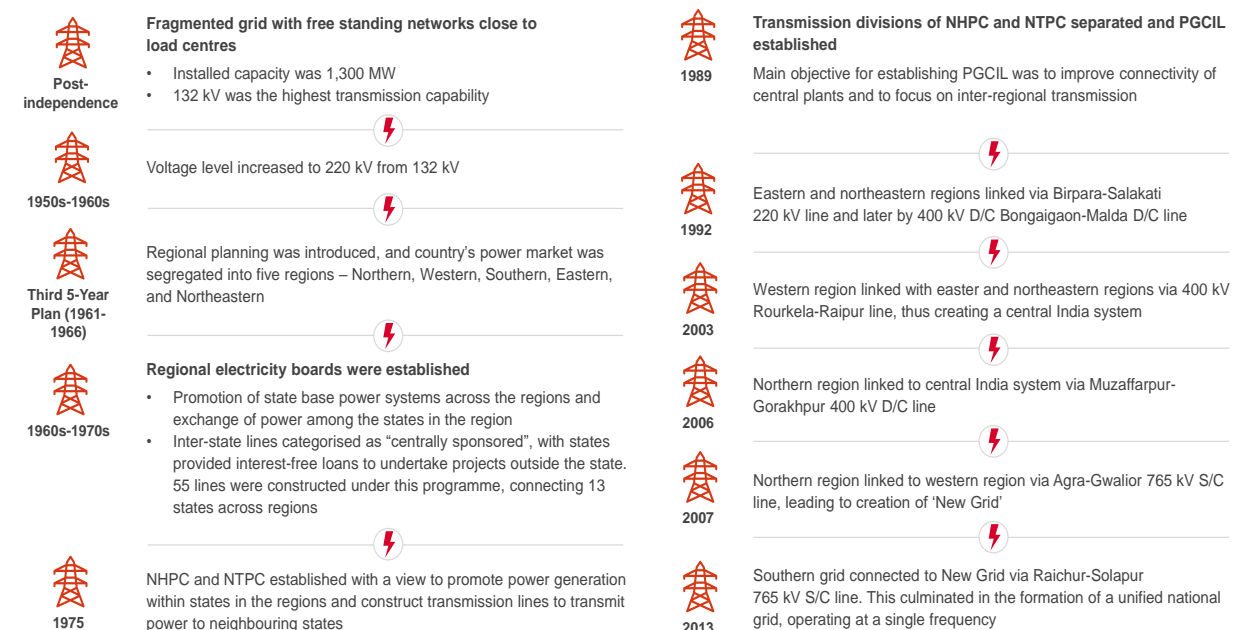 Fragmented grid with free standing networks close to
load centres
• Installed capacity was 1,300 MW
• 132 kV was the highest transmission capability
Post-
independence
Voltage level increased to 220 kV from 132 kV
1950s-1960s
Regional planning was introduced, and country's power market was
segregated into five regions – Northern, Western, Southern, Eastern,
and Northeastern
Third 5-Year
Plan (1961-
1966)
Regional electricity boards were established
• Promotion of state base power systems across the regions and
exchange of power among the states in the region
• Inter-state lines categorised as “centrally sponsored”, with states
provided interest-free loans to undertake projects outside the state.
55 lines were constructed under this programme, connecting 13
states across regions
1960s-1970s
NHPC and NTPC established with a view to promote power generation
within states in the regions and construct transmission lines to transmit
power to neighbouring states
1975
Transmission divisions of NHPC and NTPC separated and PGCIL
established
Main objective for establishing PGCIL was to improve connectivity of
central plants and to focus on inter-regional transmission
1989
Eastern and northeastern regions linked via Birpara-Salakati
220 kV line and later by 400 kV D/C Bongaigaon-Malda D/C line
1992
Western region linked with easter and northeastern regions via 400 kV
Rourkela-Raipur line, thus creating a central India system
2003
Northern region linked to central India system via Muzaffarpur-
Gorakhpur 400 kV D/C line
2006
Northern region linked to western region via Agra-Gwalior 765 kV S/C
line, leading to creation of ‘New Grid’
2007
Southern grid connected to New Grid via Raichur-Solapur
765 kV S/C line. This culminated in the formation of a unified national
grid, operating at a single frequency
2013